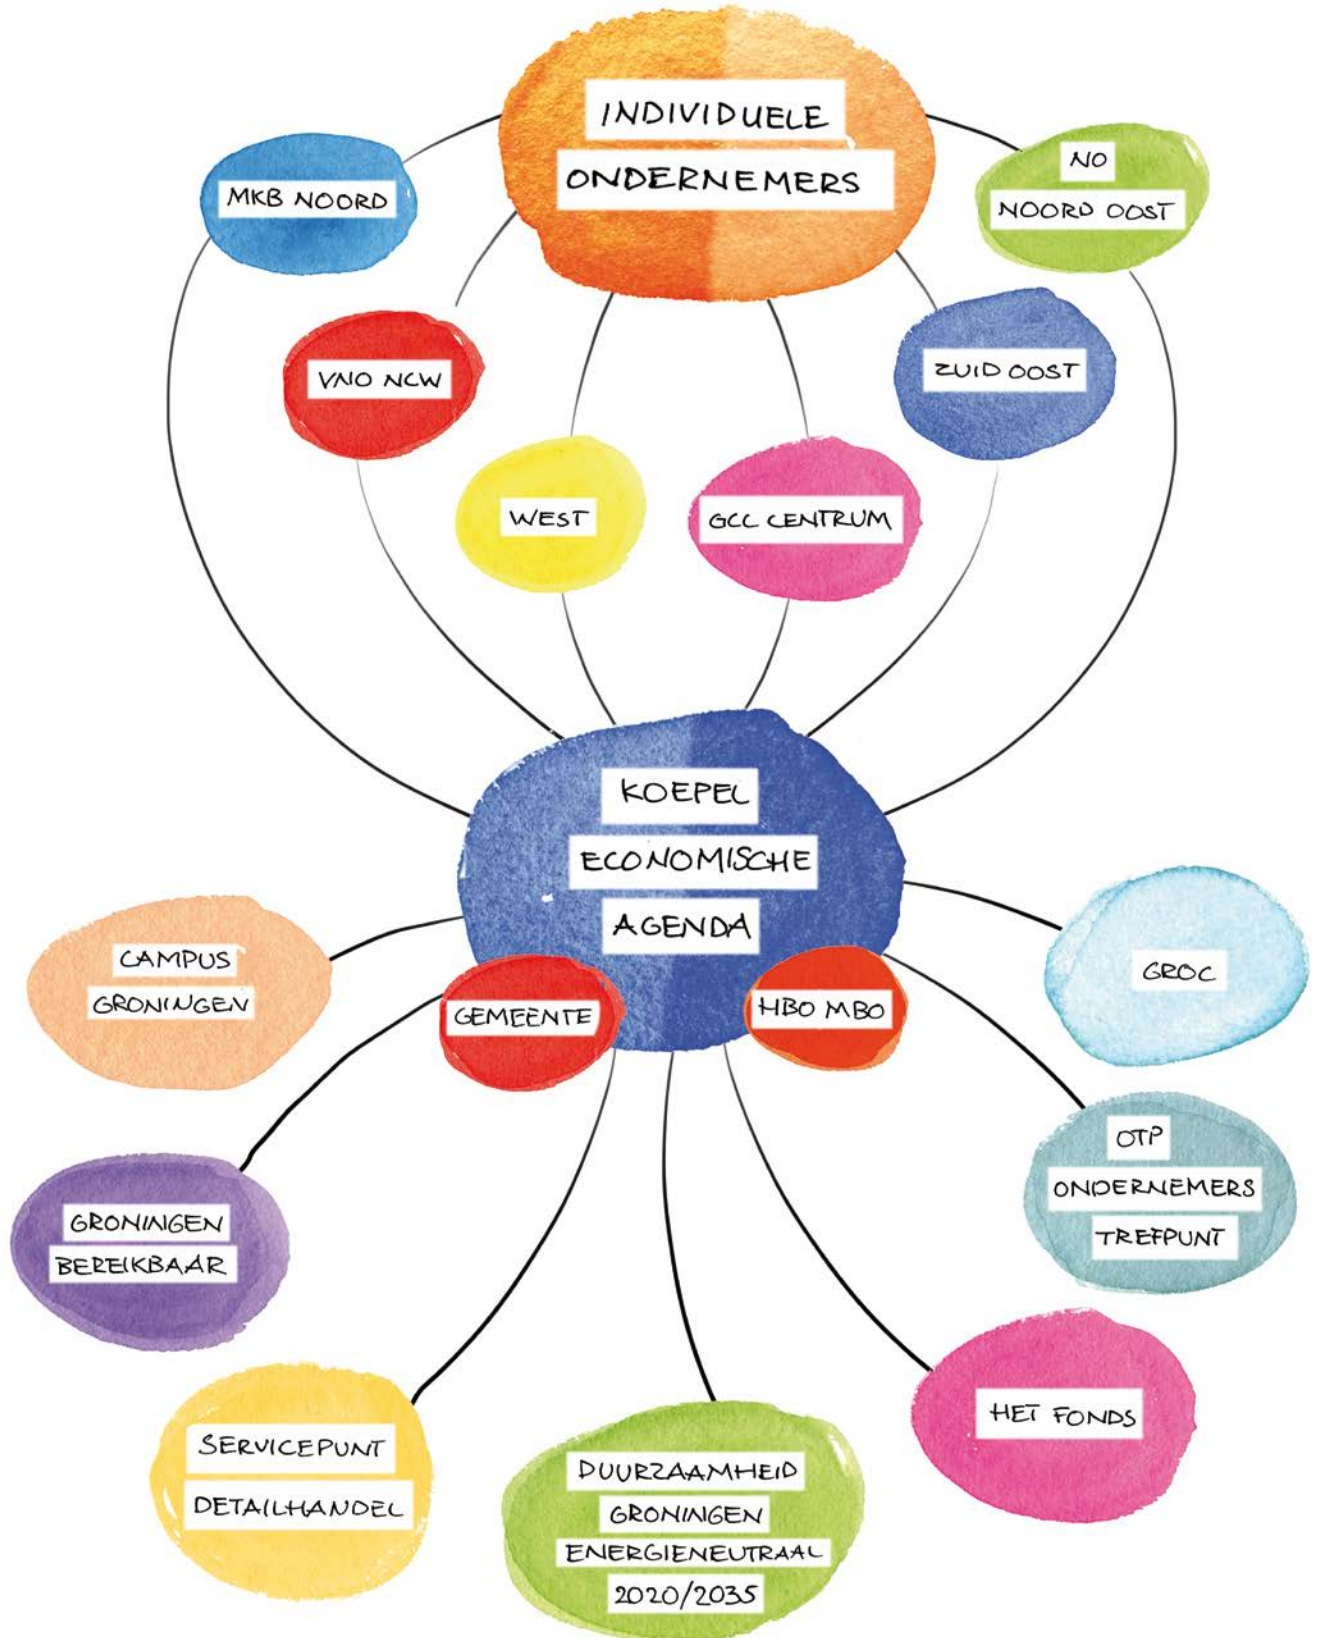 INDIVIDUELE
ONDERNEMERS
MKB NOORD
NO
NOORD OOST
VNO NCW
ZUID OOST
WEST
GCC CENTRUM
KOEPEL
ECONOMISCHE
AGENDA
CAMPUS
GRONINGEN
GEMEENTE
HBO MBO
GROC
GRONINGEN
BEREIKBAAR
OTP
ONDERNEMERS
TREFPUNT
SERVICEPUNT
DETAILHANDEL
DUURZAAMHEID
GRONINGEN
ENERGIENEUTRAAL
2020/2035
HET FONDS